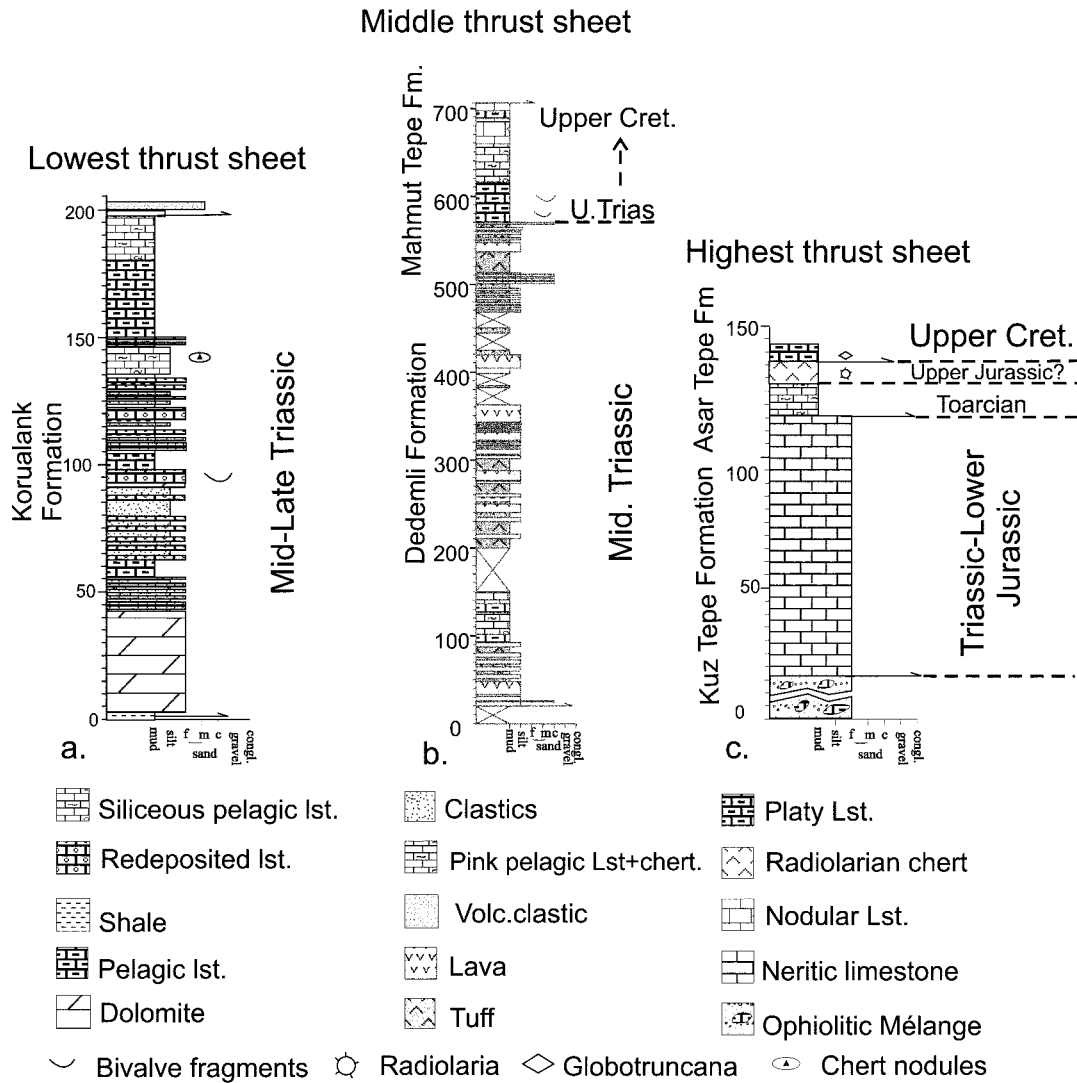 Middle thrust sheet
Lowest thrust sheet
Highest thrust sheet
200
150
100
50
0
Korualank
Formation
Mid-Late Triassic
mud
silt
f m c
sand
gravel
congl.
a.
700
600
500
400
300
200
100
0
Mahmut Tepe Fm.
Dedemli Formation
Upper Cret.
U.Trias
Mid. Triassic
mud
silt
f m c
sand
gravel
congl.
b.
150
100
50
0
Kuz Tepe Formation Asar Tepe Fm
Upper Cret.
Upper Jurassic?
Toarcian
Triassic-Lower
Jurassic
mud
silt
f m c
sand
gravel
congl.
c.
Siliceous pelagic lst.
Redeposited lst.
Shale
Pelagic lst.
Dolomite
Clastics
Pink pelagic Lst+chert.
Volc.clastic
Lava
Tuff
Platy Lst.
Radiolarian chert
Nodular Lst.
Neritic limestone
Ophiolitic Mélange
Bivalve fragments
Radiolaria
Globotruncana
Chert nodules